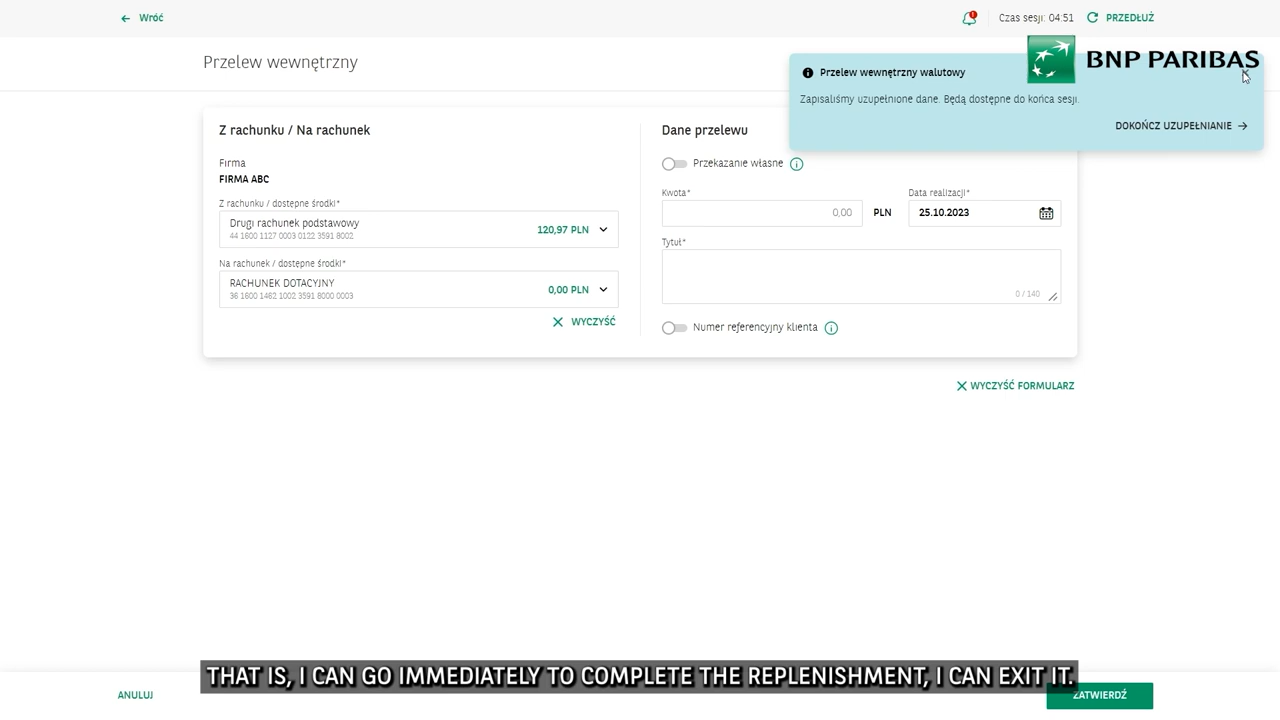 Wróć
Czas sesji: 04:51
PRZEDŁUŻ
BNP PARIBAS
Przelew wewnętrzny
Przelew wewnętrzny walutowy
Zapisaliśmy uzupełnione dane. Będą dostępne do końca sesji.
DOKOŃCZ UZUPEŁNIANIE
Z rachunku / Na rachunek
Firma
FIRMA ABC
Z rachunku / dostępne środki*
Drugi rachunek podstawowy
120,97 PLN
44 1600 1127 0003 0122 3591 8002
Na rachunek / dostępne środki*
RACHUNEK DOTACYJNY
0,00 PLN
36 1600 1462 1002 3591 8000 0003
WYCZYŚĆ
Dane przelewu
Przekazanie własne
Kwota*
Data realizacji*
0,00 PLN
25.10.2023
Tytuł*
0 / 140
Numer referencyjny klienta
WYCZYŚĆ FORMULARZ
THAT IS, I CAN GO IMMEDIATELY TO COMPLETE THE REPLENISHMENT, I CAN EXIT IT.
ANULUJ
ZATWIERDŹ